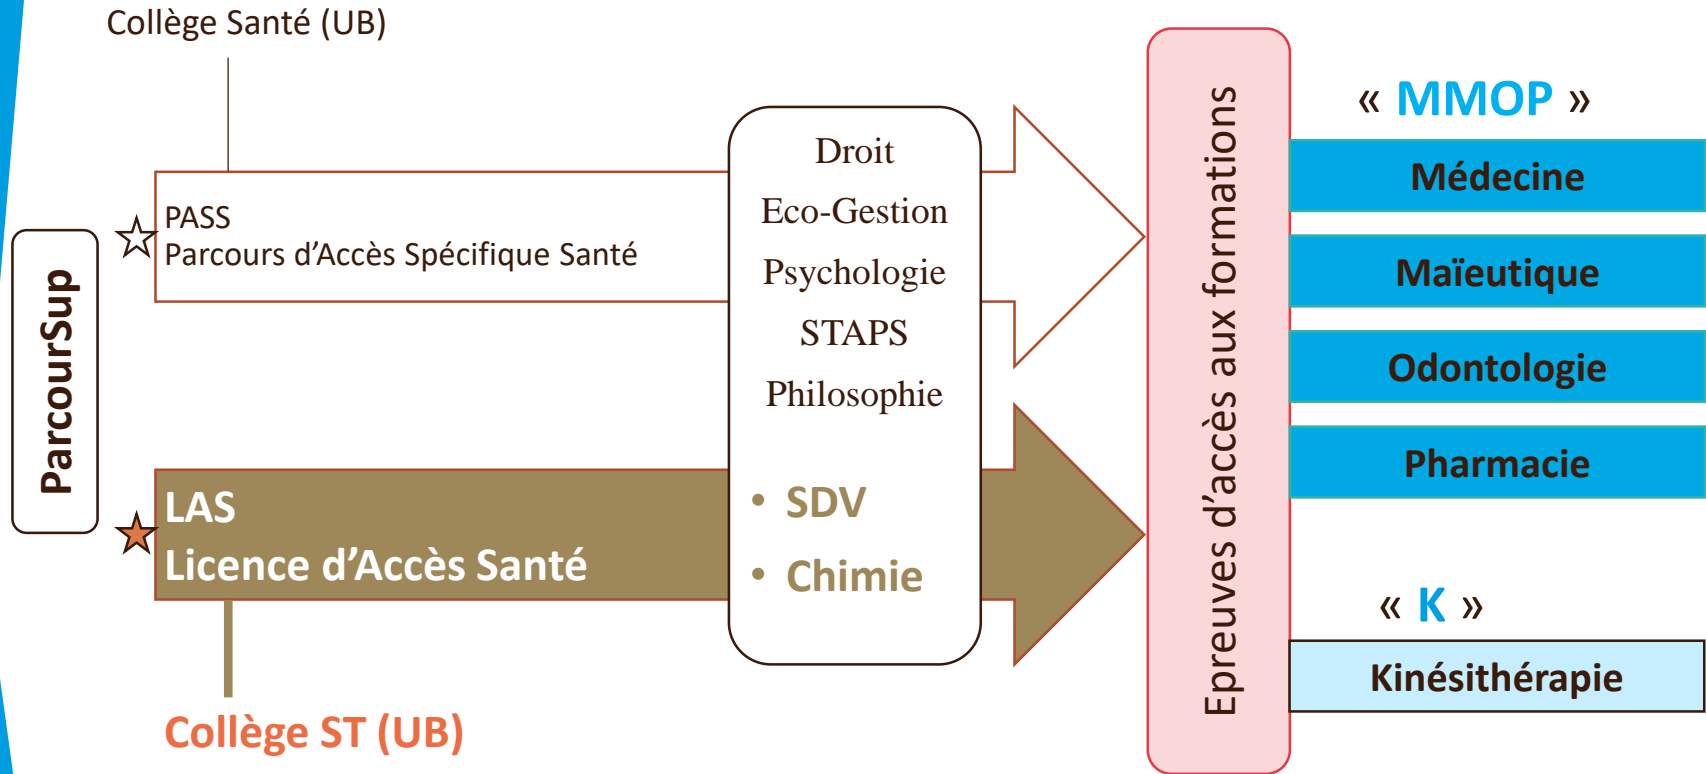 Collège Santé (UB)
ParcourSup
PASS
Parcours d’Accès Spécifique Santé
LAS
Licence d’Accès Santé
Collège ST (UB)
Droit
Eco-Gestion
Psychologie
STAPS
Philosophie
• SDV
• Chimie
Epreuves d’accès aux formations
« MMOP »
Médecine
Maïeutique
Odontologie
Pharmacie
« K »
Kinésithérapie